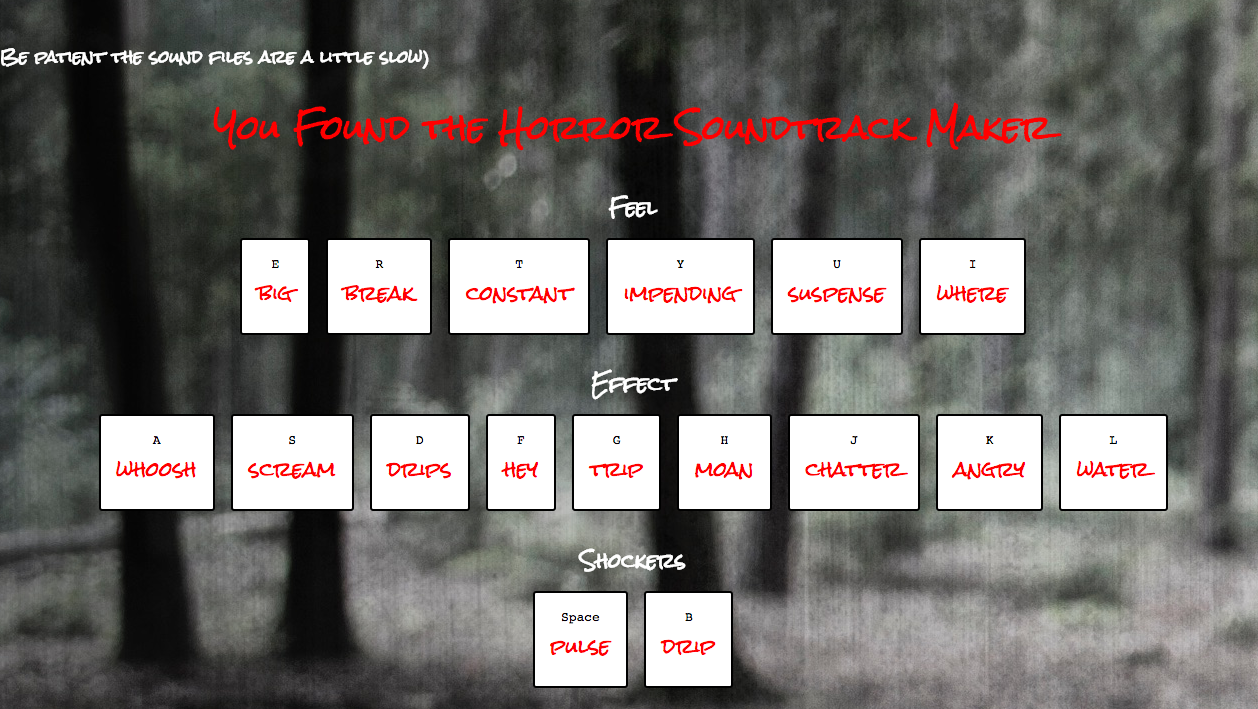 Be patient the sound files are a little slow)
You Found the Horror Soundtrack Maker
Feel
E R T Y U I
BIG BREAK CONSTANT IMPENDING SUSPENSE WHERE
Effect
A S D F G H J K L
WHOOSH SCREAM DRIPS HEY TRIP MOAN CHATTER ANGRY WATER
Shockers
Space B
PULSE DRIP